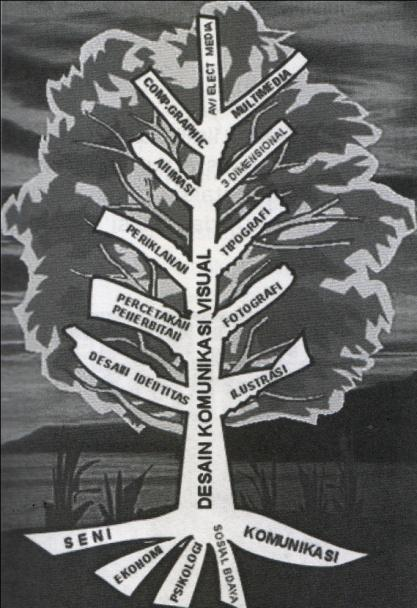 AV/ ELECT MEDIA
COMP.GRAPHIC
MULTIMEDIA
ANIMASI
3 DIMENSIONAL
PERIKLANAN
TIPOGRAFI
PERCETAKAN
PENERBITAN
FOTOGRAFI
DESAIN IDENTITAS
ILUSTRASI
DESAIN KOMUNIKASI VISUAL
SENI
EKONOMI
PSIKOLOGI
SOSIAL BDAYA
KOMUNIKASI